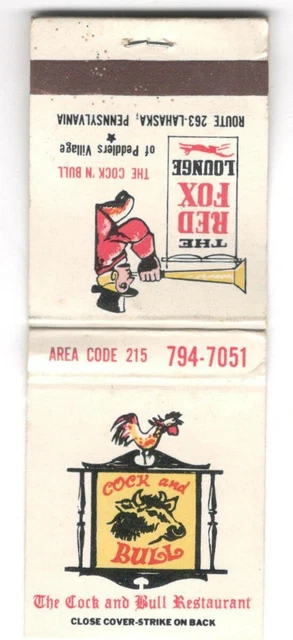 THE
RED
FOX
LOUNGE
THE COCK 'N BULL
of Peddlers Village
ROUTE 263-LAHASKA, PENNSYLVANIA
AREA CODE 215 794-7051
COCK and
BULL
The Cock and Bull Restaurant
CLOSE COVER-STRIKE ON BACK